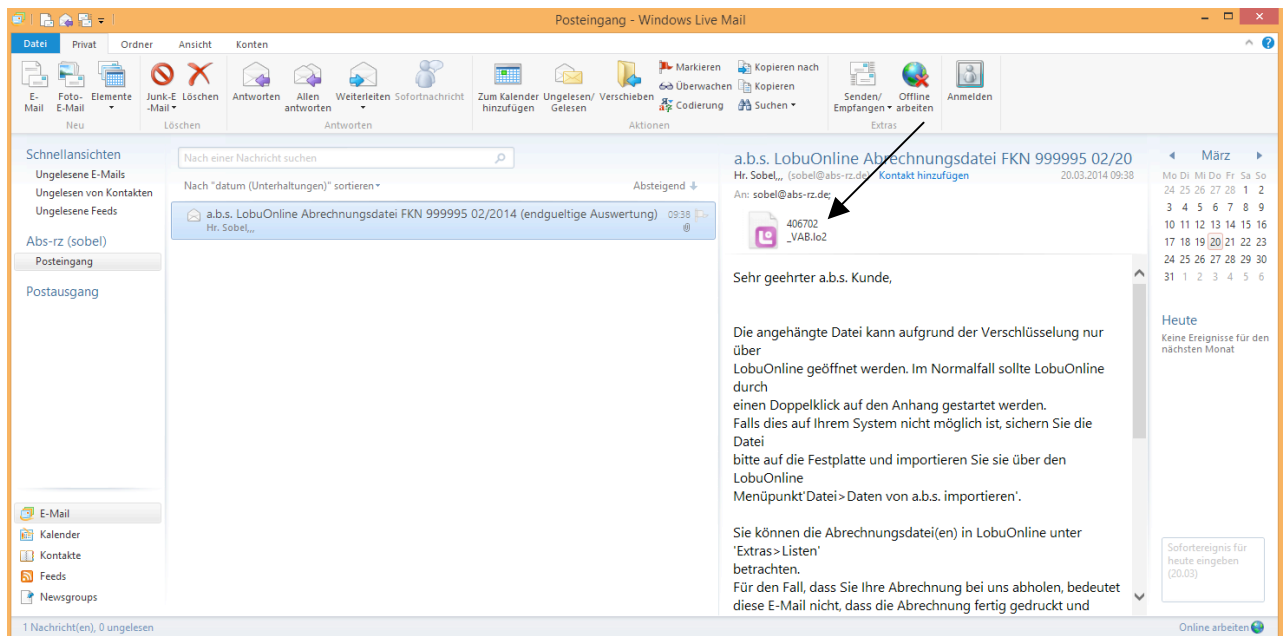 Posteingang - Windows Live Mail
Datei Privat Ordner Ansicht Konten
E-Mail
Foto-E-Mail
Elemente
Neu
Junk-E-Mail
Löschen
Löschen
Antworten
Allen antworten
Weiterleiten
Sofortnachricht
Antworten
Zum Kalender hinzufügen
Ungelesen/Gelesen
Verschieben
Markieren
Überwachen
Codierung
Kopieren nach
Kopieren
Suchen
Aktionen
Senden/Empfangen
Offline arbeiten
Extras
Anmelden
Schnellansichten
Ungelesene E-Mails
Ungelesen von Kontakten
Ungelesene Feeds
Abs-rz (sobel)
Posteingang
Postausgang
E-Mail
Kalender
Kontakte
Feeds
Newsgroups
1 Nachricht(en), 0 ungelesen
Nach einer Nachricht suchen
Nach "datum (Unterhaltungen)" sortieren Absteigend
a.b.s. LobuOnline Abrechnungsdatei FKN 999995 02/2014 (endgueltige Auswertung) 09:38
Hr. Sobel,,,
a.b.s. LobuOnline Abrechnungsdatei FKN 999995 02/20
Hr. Sobel,,, (sobel@abs-rz.de) Kontakt hinzufügen 20.03.2014 09:38
An: sobel@abs-rz.de;
406702
_VAB.lo2
Sehr geehrter a.b.s. Kunde,
Die angehängte Datei kann aufgrund der Verschlüsselung nur
über
LobuOnline geöffnet werden. Im Normalfall sollte LobuOnline
durch
einen Doppelklick auf den Anhang gestartet werden.
Falls dies auf Ihrem System nicht möglich ist, sichern Sie die
Datei
bitte auf die Festplatte und importieren Sie sie über den
LobuOnline
Menüpunkt'Datei>Daten von a.b.s. importieren'.
Sie können die Abrechnungsdatei(en) in LobuOnline unter
'Extras>Listen'
betrachten.
Für den Fall, dass Sie Ihre Abrechnung bei uns abholen, bedeutet
diese E-Mail nicht, dass die Abrechnung fertig gedruckt und
März
Mo Di Mi Do Fr Sa So
24 25 26 27 28 1 2
3 4 5 6 7 8 9
10 11 12 13 14 15 16
17 18 19 20 21 22 23
24 25 26 27 28 29 30
31 1 2 3 4 5 6
Heute
Keine Ereignisse für den
nächsten Monat
Sofortereignis für
heute eingeben
(20.03)
Online arbeiten